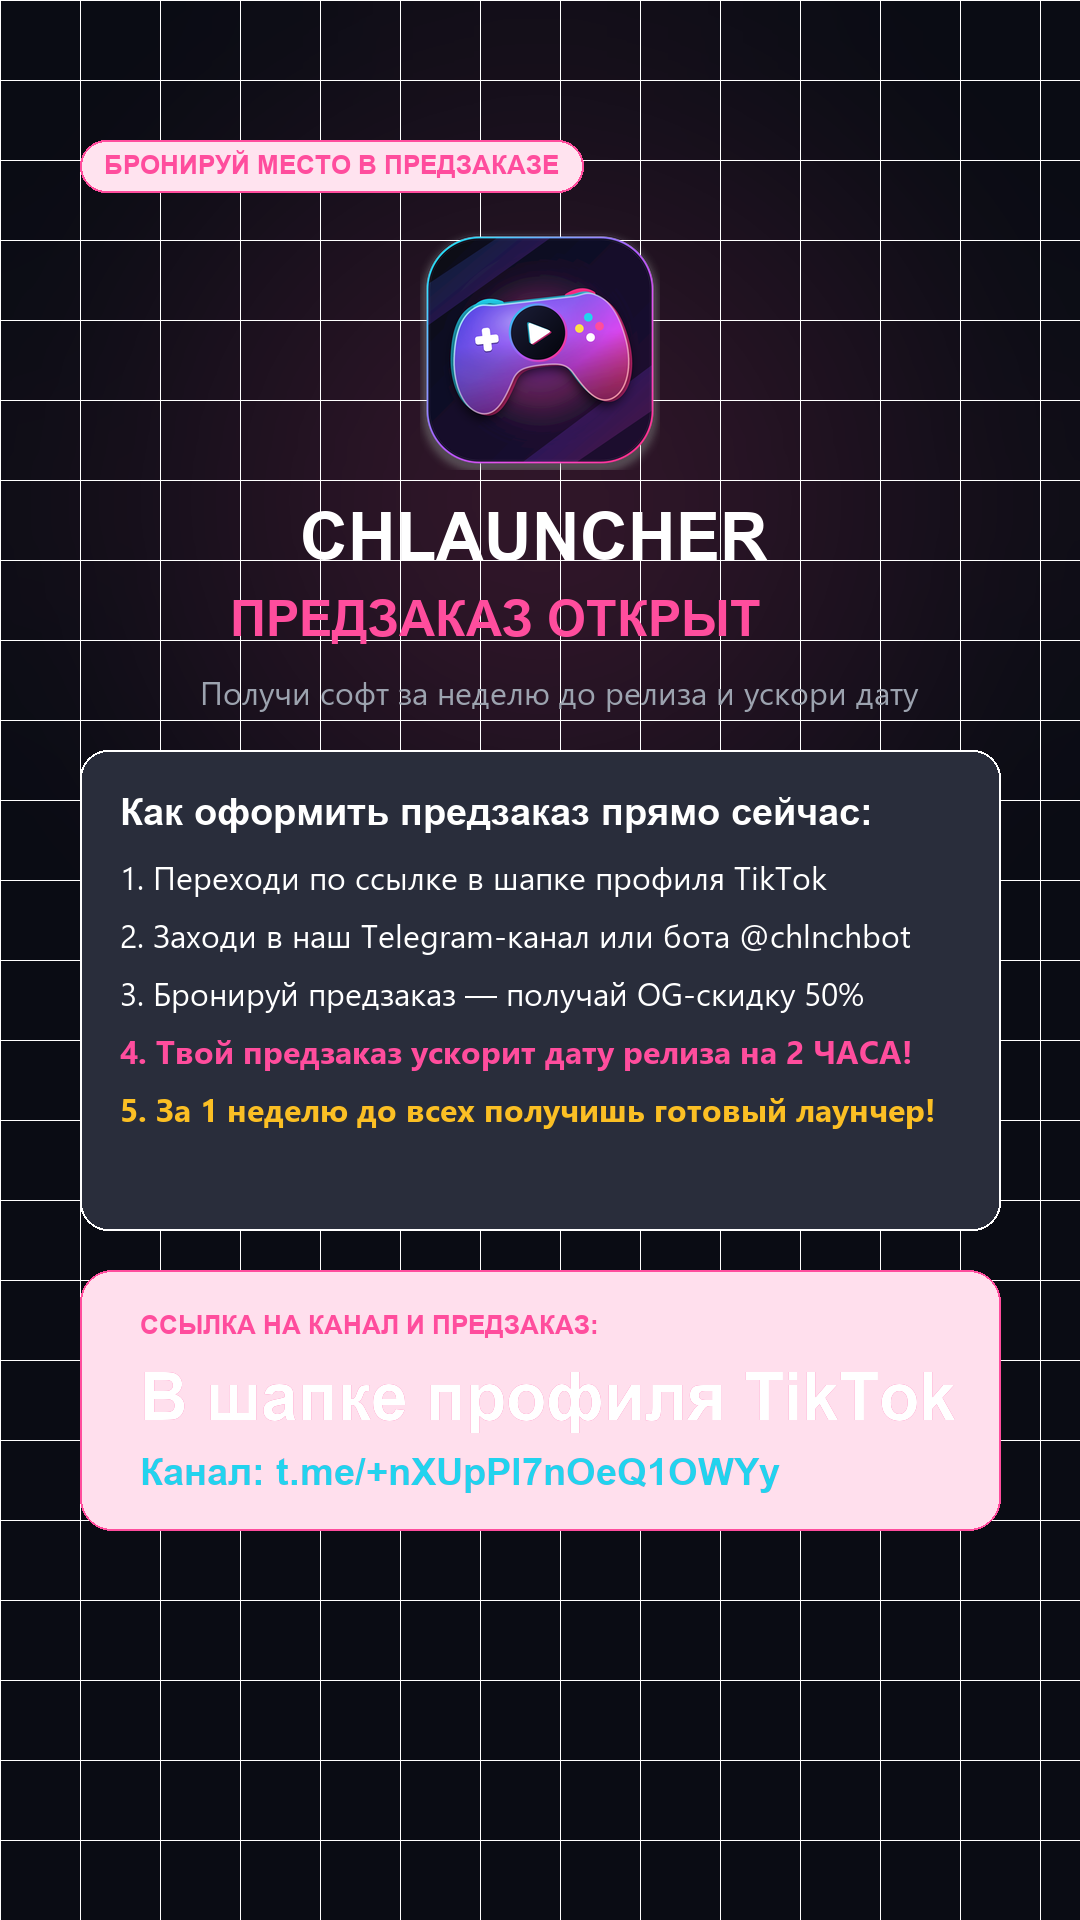 БРОНИРУЙ МЕСТО В ПРЕДЗАКАЗЕ
CHLAUNCHER
ПРЕДЗАКАЗ ОТКРЫТ
Получи софт за неделю до релиза и ускори дату
Как оформить предзаказ прямо сейчас:
1. Переходи по ссылке в шапке профиля TikTok
2. Заходи в наш Telegram-канал или бота @chlnchbot
3. Бронируй предзаказ — получай OG-скидку 50%
4. Твой предзаказ ускорит дату релиза на 2 ЧАСА!
5. За 1 неделю до всех получишь готовый лаунчер!
ССЫЛКА НА КАНАЛ И ПРЕДЗАКАЗ:
В шапке профиля TikTok
Канал: t.me/+nXUpPI7nOeQ1OWYy